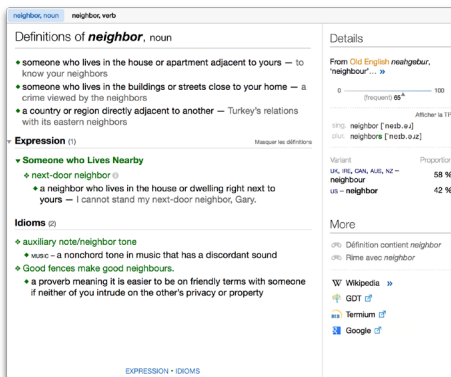 neighbor, noun neighbor, verb
Definitions of neighbor, noun
someone who lives in the house or apartment adjacent to yours — to
know your neighbors
someone who lives in the buildings or streets close to your home — a
crime viewed by the neighbors
a country or region directly adjacent to another — Turkey's relations
with its eastern neighbors
Expression (1) Masquer les définitions
Someone who Lives Nearby
next-door neighbor
a neighbor who lives in the house or dwelling right next to
yours — I cannot stand my next-door neighbor, Gary.
Idioms (2)
auxiliary note/neighbor tone
MUSIC – a nonchord tone in music that has a discordant sound
Good fences make good neighbours.
a proverb meaning it is easier to be on friendly terms with someone
if neither of you intrude on the other's privacy or property
EXPRESSION • IDIOMS
Details
From Old English neahgebur,
'neighbour'… »
0 100
(frequent) 65
Afficher la TP
sing. neighbor [ˈneɪb.əɹ]
plur. neighbors [ˈneɪb.əɹz]
Variant Proportion
UK, IRE, CAN, AUS, NZ –
neighbour 58 %
US – neighbor 42 %
More
Définition contient neighbor
Rime avec neighbor
Wikipedia »
GDT
Termium
Google